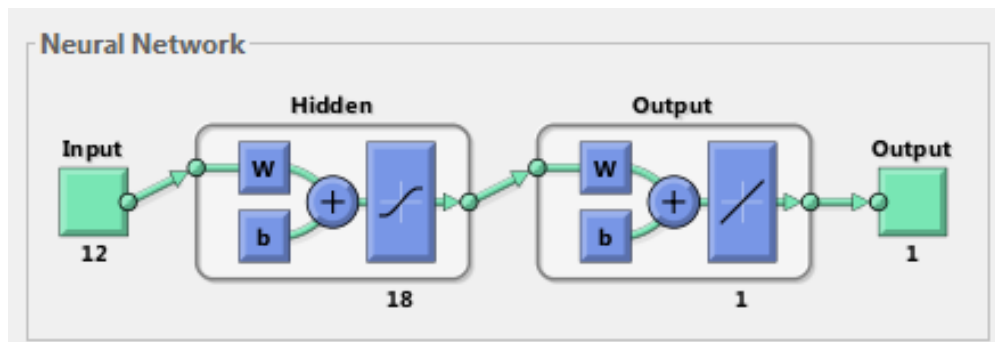 Neural Network
Hidden
Output
Input
W
W
Output
+
+
b
b
12
1
18
1